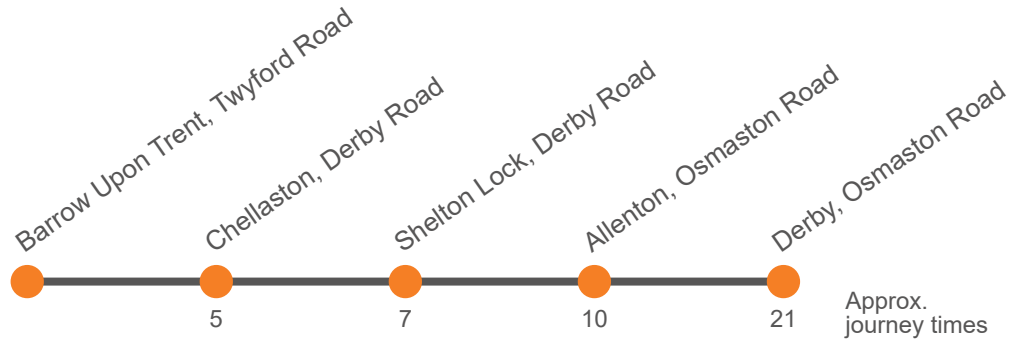 Barrow Upon Trent, Twyford Road
Chellaston, Derby Road
Shelton Lock, Derby Road
Allenton, Osmaston Road
Derby, Osmaston Road
5
7
10
21
Approx.
journey times